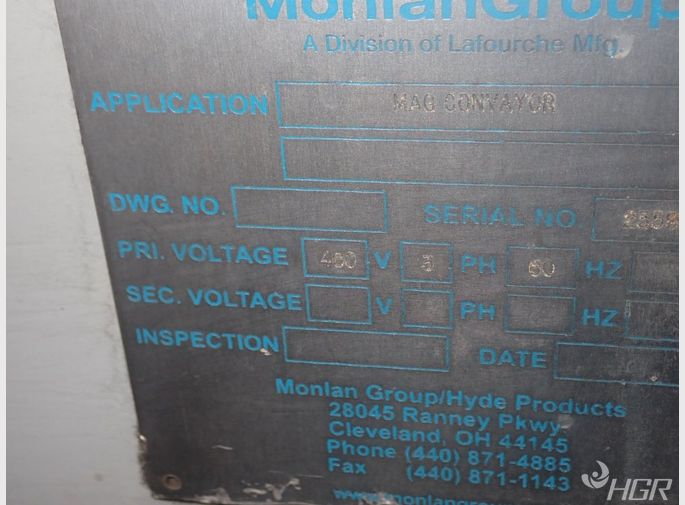 MonlanGroup
A Division of Lafourche Mfg.
APPLICATION MAG CONVAYOR
DWG. NO. SERIAL NO.
PRI. VOLTAGE 460 V 3 PH 60 HZ
SEC. VOLTAGE V PH HZ
INSPECTION DATE
Monlan Group/Hyde Products
28045 Ranney Pkwy
Cleveland, OH 44145
Phone (440) 871-4885
Fax (440) 871-1143
HGR